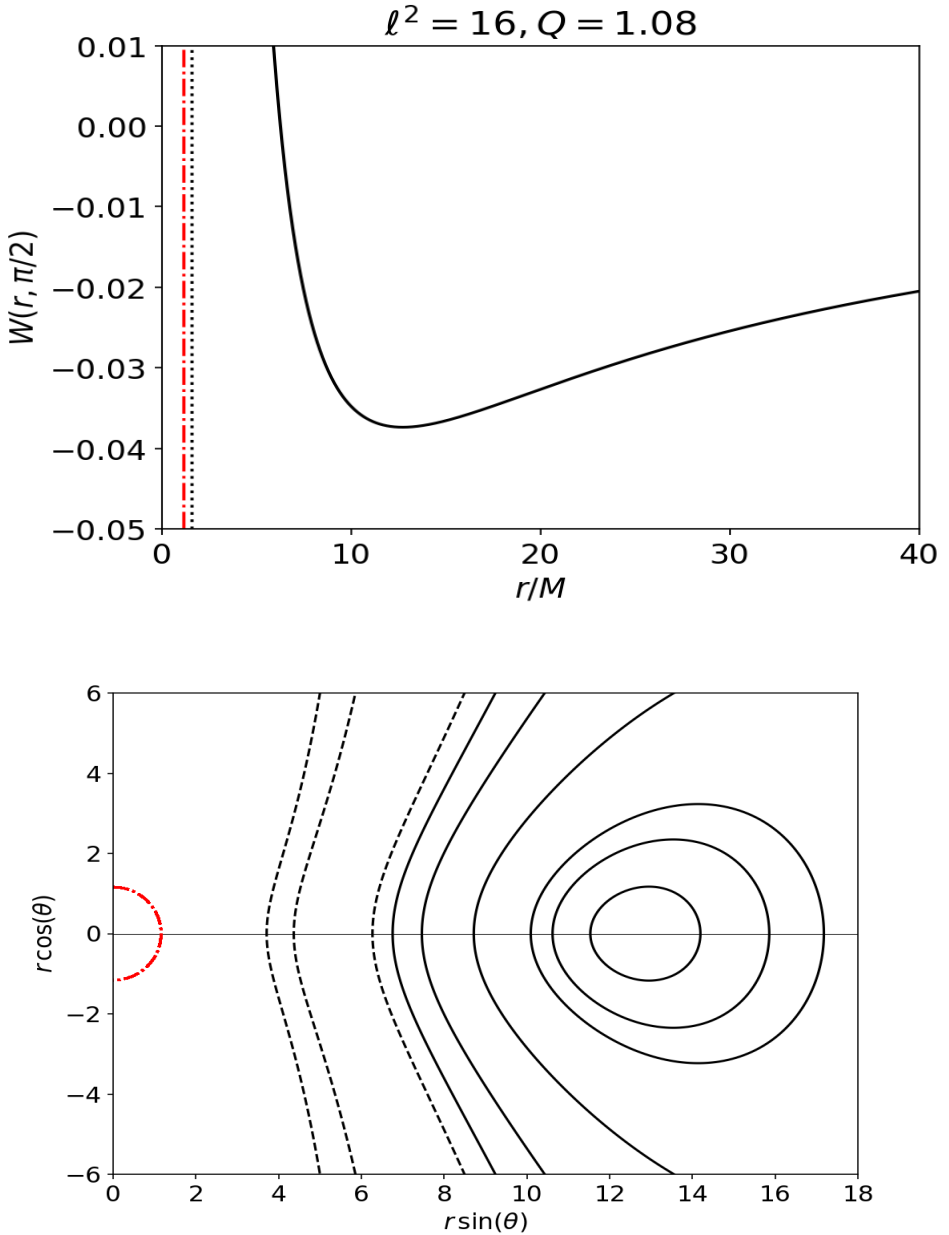 ℓ² = 16, Q = 1.08
0.01
0.00
−0.01
−0.02
−0.03
−0.04
−0.05
W(r, π/2)
0 10 20 30 40
r/M
6
4
2
0
−2
−4
−6
r cos(θ)
0 2 4 6 8 10 12 14 16 18
r sin(θ)